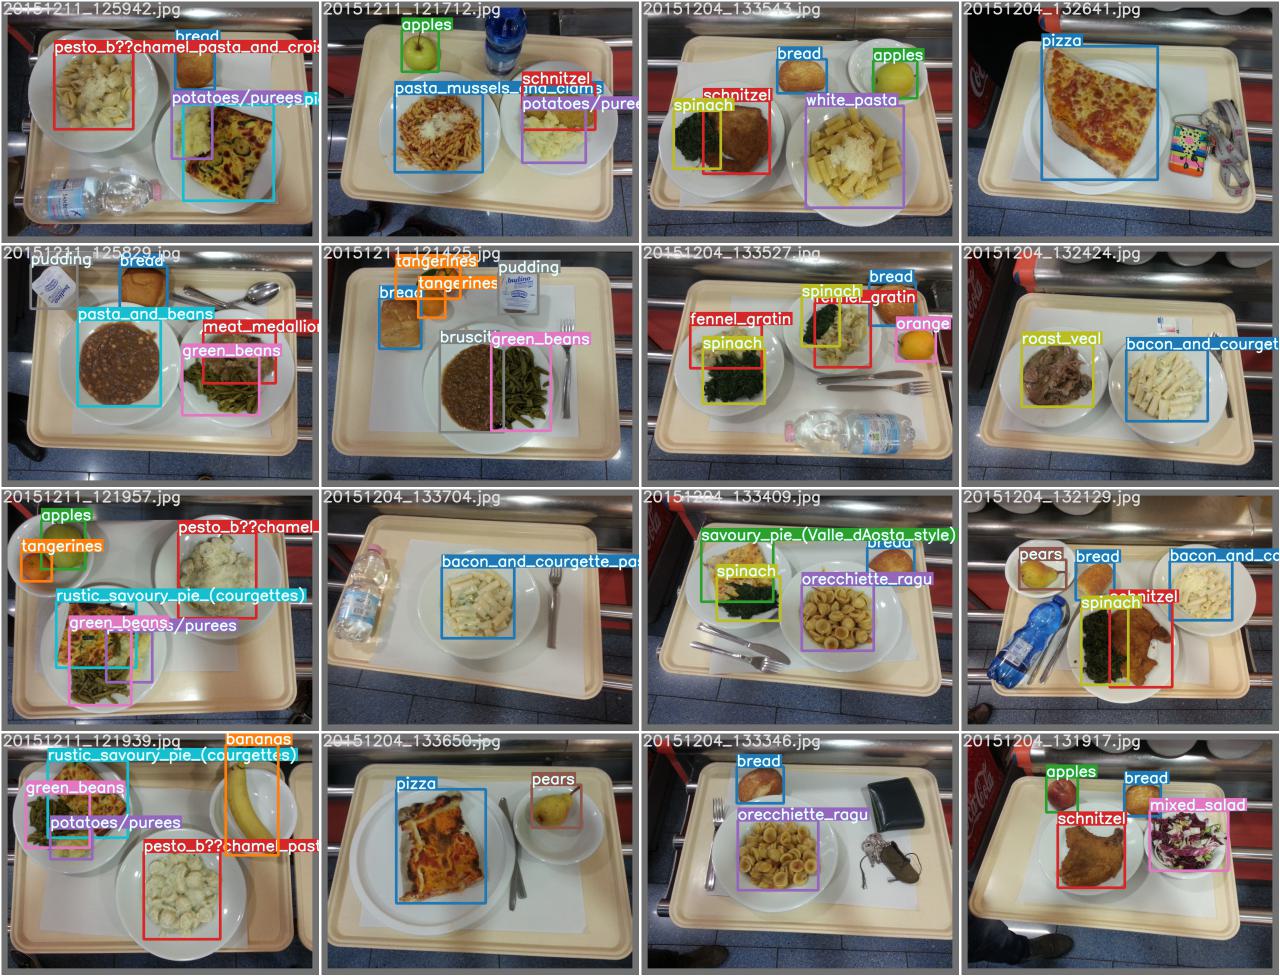 20151211_125942.jpg
bread
pesto_b??chamel_pasta_and_crois
potatoes/purees
pie
20151211_121712.jpg
apples
schnitzel
pasta_mussels_and_clams
potatoes/puree
20151204_133543.jpg
bread
apples
schnitzel
white_pasta
spinach
20151204_132641.jpg
pizza
20151211_125829.jpg
pudding
bread
pasta_and_beans
meat_medallion
green_beans
20151211_121425.jpg
tangerines
pudding
tangerines
bread
bruscit
green_beans
20151204_133527.jpg
bread
spinach
fennel_gratin
fennel_gratin
orange
spinach
20151204_132424.jpg
roast_veal
bacon_and_courget
20151211_121957.jpg
apples
pesto_b??chamel_
tangerines
rustic_savoury_pie_(courgettes)
green_beans
potatoes/purees
20151204_133704.jpg
bacon_and_courgette_pas
20151204_133409.jpg
savoury_pie_(Valle_dAosta_style)
bread
spinach
orecchiette_ragu
20151204_132129.jpg
pears
bread
bacon_and_co
schnitzel
spinach
20151211_121939.jpg
bananas
rustic_savoury_pie_(courgettes)
green_beans
potatoes/purees
pesto_b??chamel_past
20151204_133650.jpg
pizza
pears
20151204_133346.jpg
bread
orecchiette_ragu
20151204_131917.jpg
apples
bread
mixed_salad
schnitzel